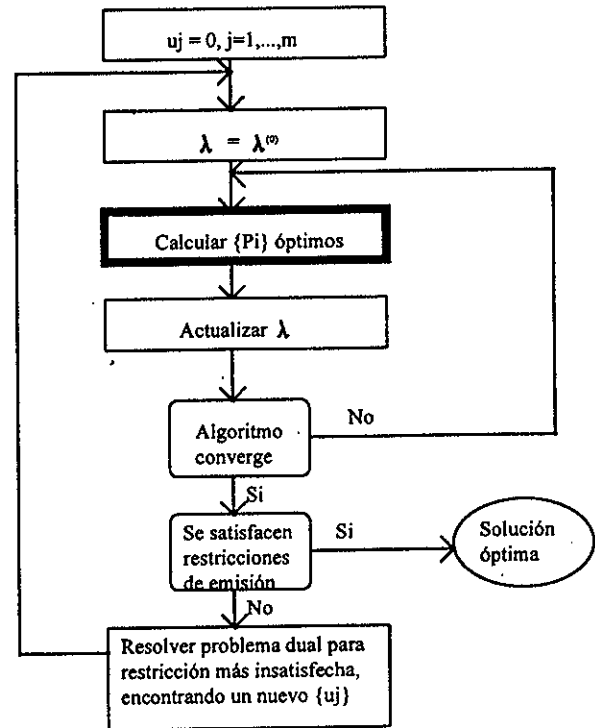 uj = 0, j=1,...,m
λ = λ⁽⁰⁾
Calcular {Pi} óptimos
Actualizar λ
Algoritmo
converge
No
Si
Se satisfacen
restricciones
de emisión
Si
Solución
óptima
No
Resolver problema dual para
restricción más insatisfecha,
encontrando un nuevo {uj}